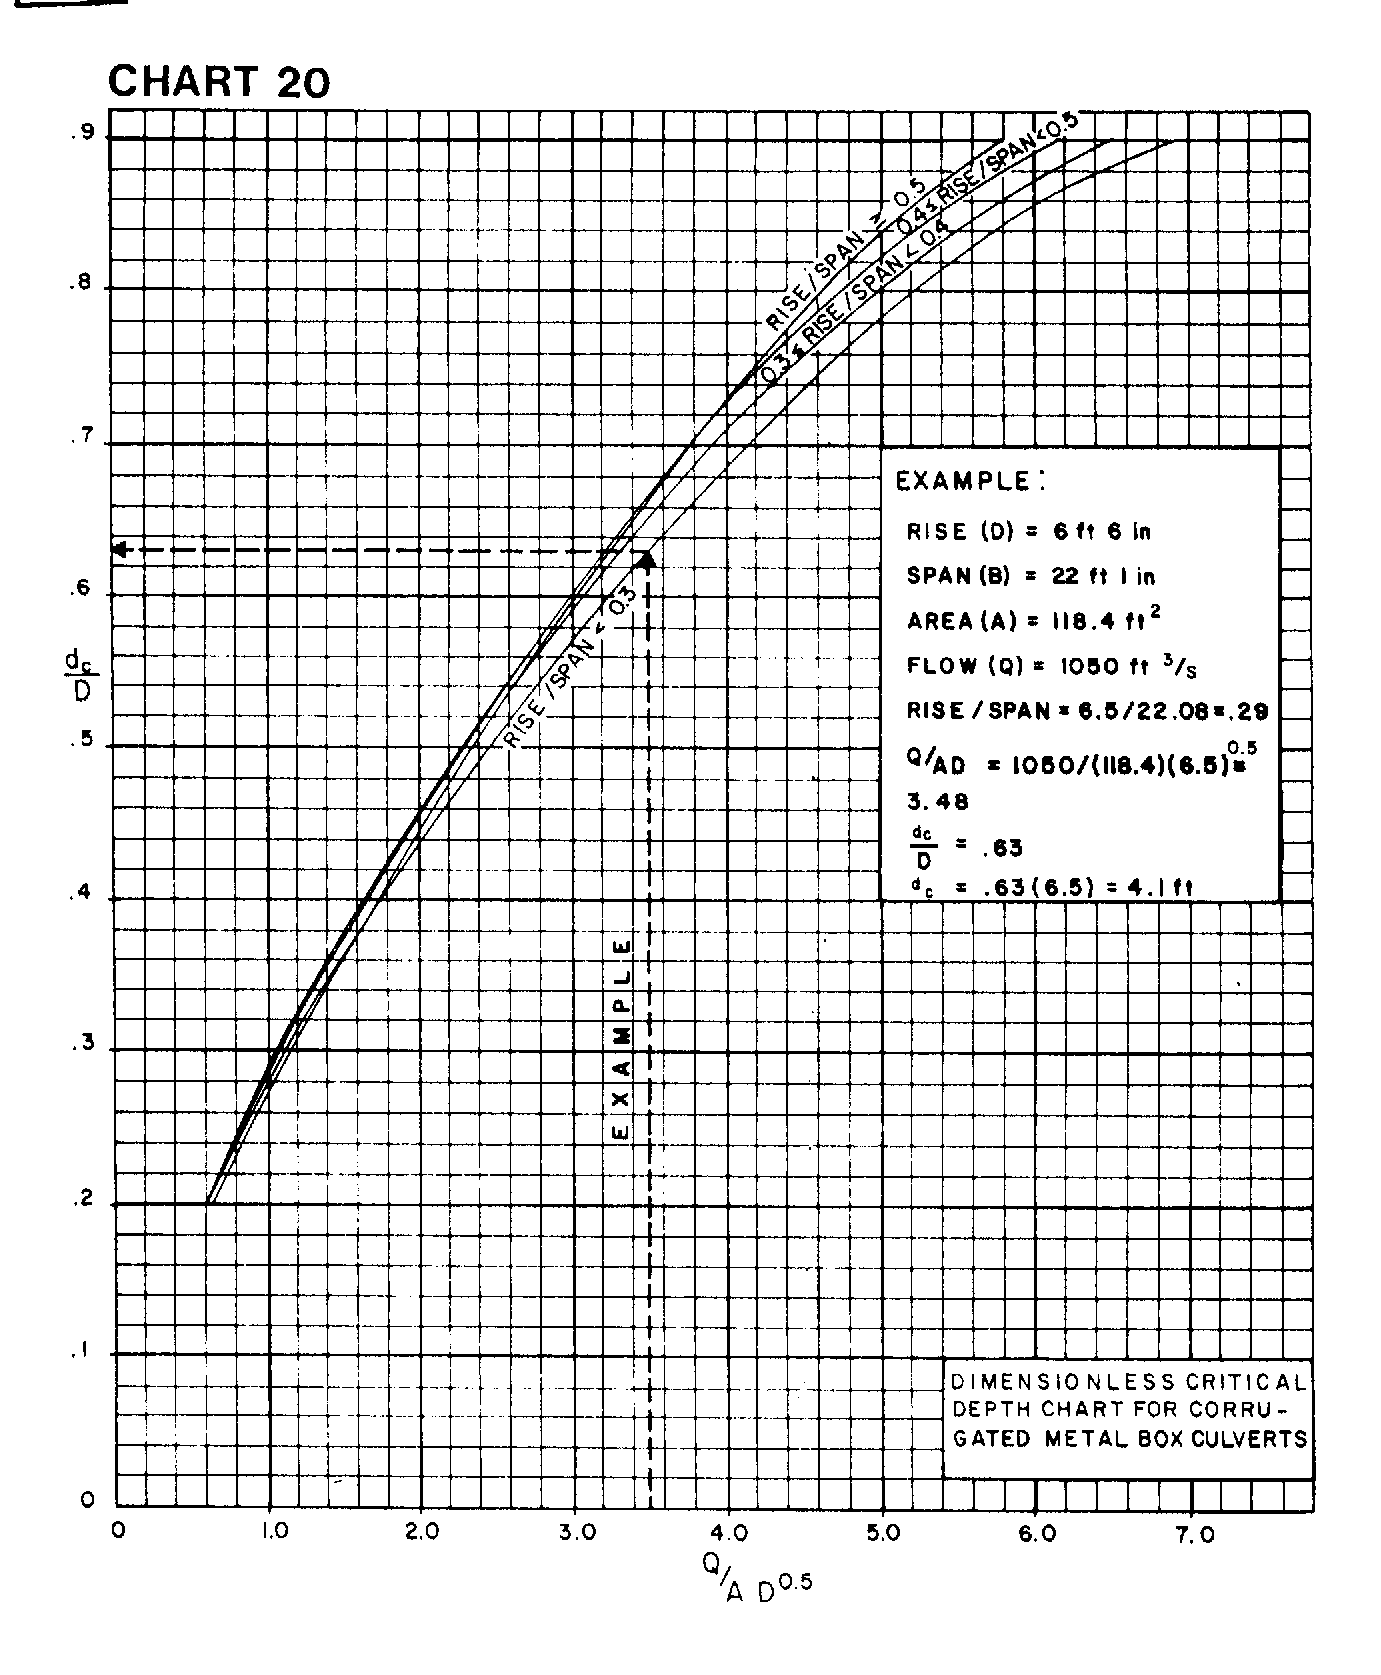 CHART 20
.9
.8
.7
.6
.5
.4
.3
.2
.1
0
dc/D
RISE/SPAN ≥ 0.5
0.4≤ RISE/SPAN<0.5
0.3≤ RISE/SPAN < 0.4
RISE/SPAN < 0.3
EXAMPLE
EXAMPLE:
RISE (D) = 6 ft 6 in
SPAN (B) = 22 ft 1 in
AREA (A) = 118.4 ft2
FLOW (Q) = 1050 ft 3/s
RISE/SPAN = 6.5/22.08=.29
Q/AD = 1050/(118.4)(6.5)0.5=
3.48
dc/D = .63
dc = .63(6.5) = 4.1 ft
DIMENSIONLESS CRITICAL
DEPTH CHART FOR CORRU-
GATED METAL BOX CULVERTS
0 1.0 2.0 3.0 4.0 5.0 6.0 7.0
Q/A D0.5